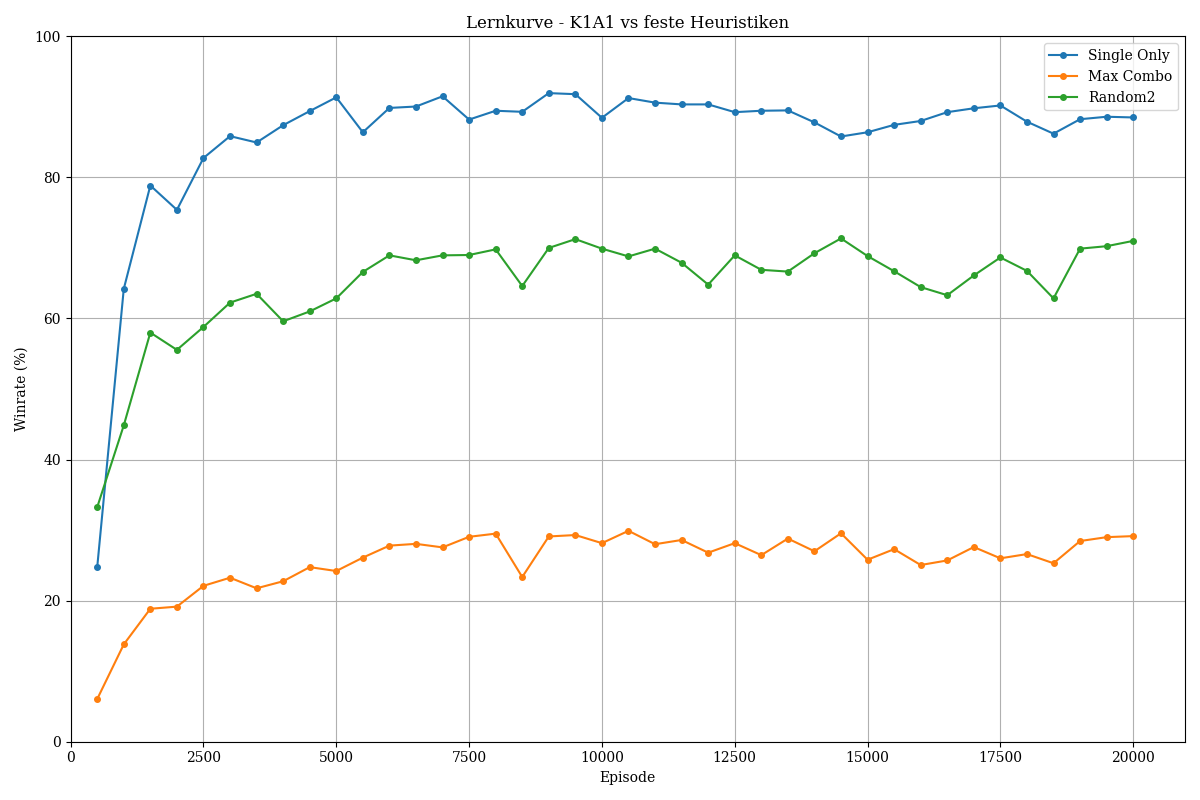 Lernkurve - K1A1 vs feste Heuristiken
Single Only
Max Combo
Random2
Winrate (%)
100
80
60
40
20
0
0 2500 5000 7500 10000 12500 15000 17500 20000
Episode